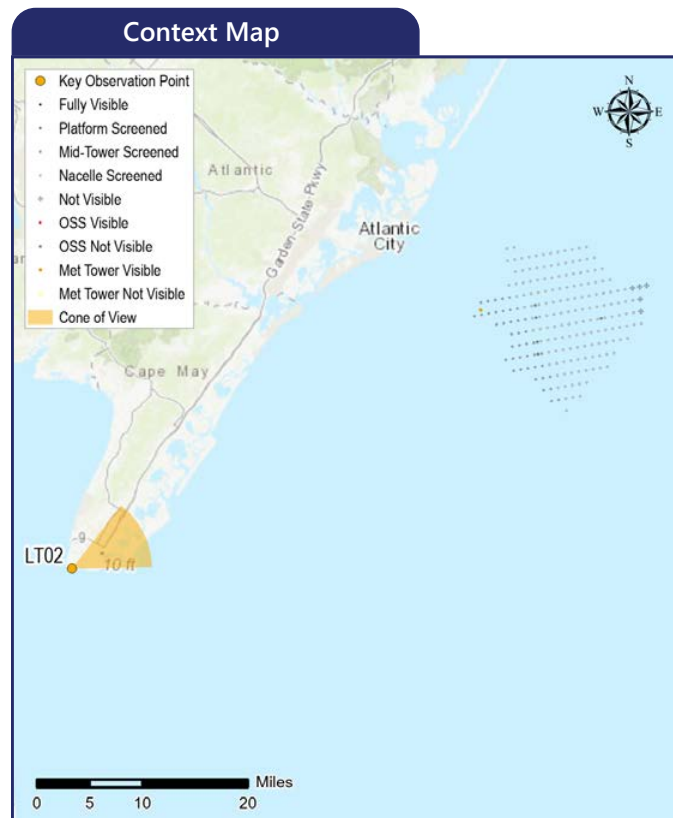 Context Map
Key Observation Point
Fully Visible
Platform Screened
Mid-Tower Screened
Nacelle Screened
Not Visible
OSS Visible
OSS Not Visible
Met Tower Visible
Met Tower Not Visible
Cone of View
N
W
E
S
Atlantic
Garden-State-Pkwy
Atlantic
City
Cape May
9
LT02
10 ft
Miles
0
5
10
20